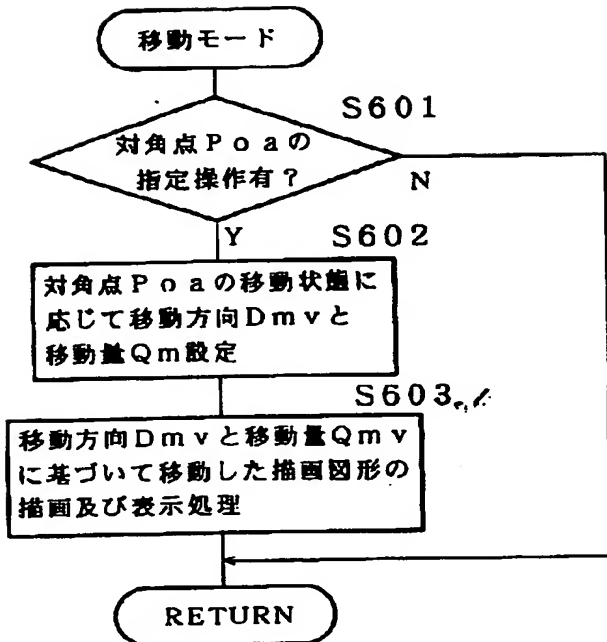 移動モード
S601
対角点Poaの
指定操作有?
N
Y
S602
対角点Poaの移動状態に
応じて移動方向Dmvと
移動量Qm設定
S603
移動方向Dmvと移動量Qmv
に基づいて移動した描画図形の
描画及び表示処理
RETURN